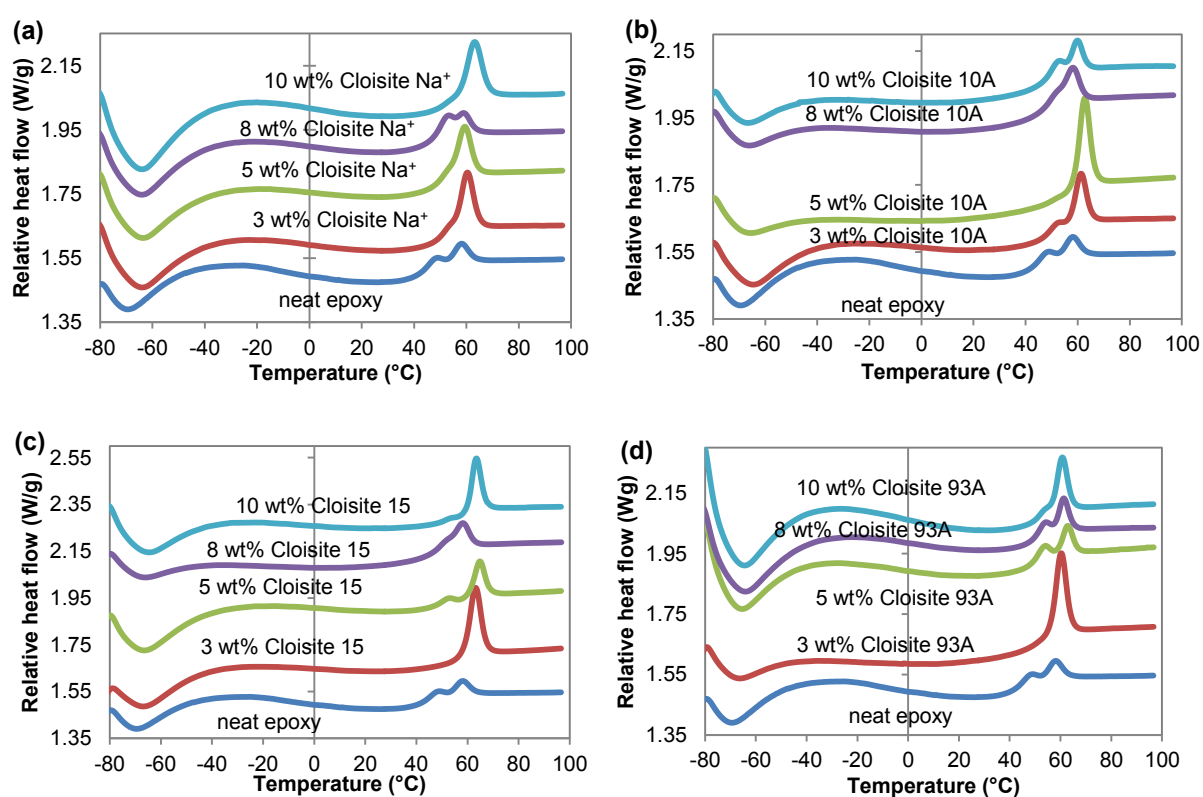 (a)
Relative heat flow (W/g)
2.15
1.95
1.75
1.55
1.35
10 wt% Cloisite Na⁺
8 wt% Cloisite Na⁺
5 wt% Cloisite Na⁺
3 wt% Cloisite Na⁺
neat epoxy
-80 -60 -40 -20 0 20 40 60 80 100
Temperature (°C)
(b)
Relative heat flow (W/g)
2.15
1.95
1.75
1.55
1.35
10 wt% Cloisite 10A
8 wt% Cloisite 10A
5 wt% Cloisite 10A
3 wt% Cloisite 10A
neat epoxy
-80 -60 -40 -20 0 20 40 60 80 100
Temperature (°C)
(c)
Relative heat flow (W/g)
2.55
2.35
2.15
1.95
1.75
1.55
1.35
10 wt% Cloisite 15
8 wt% Cloisite 15
5 wt% Cloisite 15
3 wt% Cloisite 15
neat epoxy
-80 -60 -40 -20 0 20 40 60 80 100
Temperature (°C)
(d)
Relative heat flow (W/g)
2.15
1.95
1.75
1.55
1.35
10 wt% Cloisite 93A
8 wt% Cloisite 93A
5 wt% Cloisite 93A
3 wt% Cloisite 93A
neat epoxy
-80 -60 -40 -20 0 20 40 60 80 100
Temperature (°C)